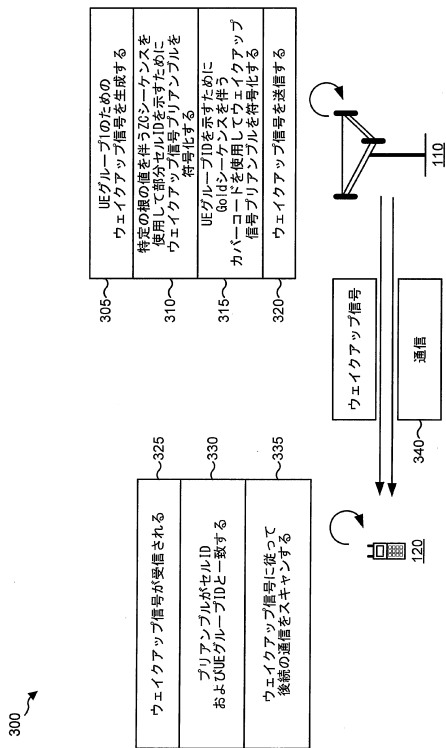 300
305
UEグループ1のための
ウェイクアップ信号を生成する
310
特定の根の値を伴うZCシーケンスを
使用して部分セルIDを示すために
ウェイクアップ信号プリアンブルを
符号化する
315
UEグループIDを示すために
Goldシーケンスを伴う
カバーコードを使用してウェイクアップ
信号プリアンブルを符号化する
320
ウェイクアップ信号を送信する
110
ウェイクアップ信号
通信
340
325
ウェイクアップ信号が受信される
330
プリアンブルがセルID
およびUEグループIDと一致する
335
ウェイクアップ信号に従って
後続の通信をスキャンする
120